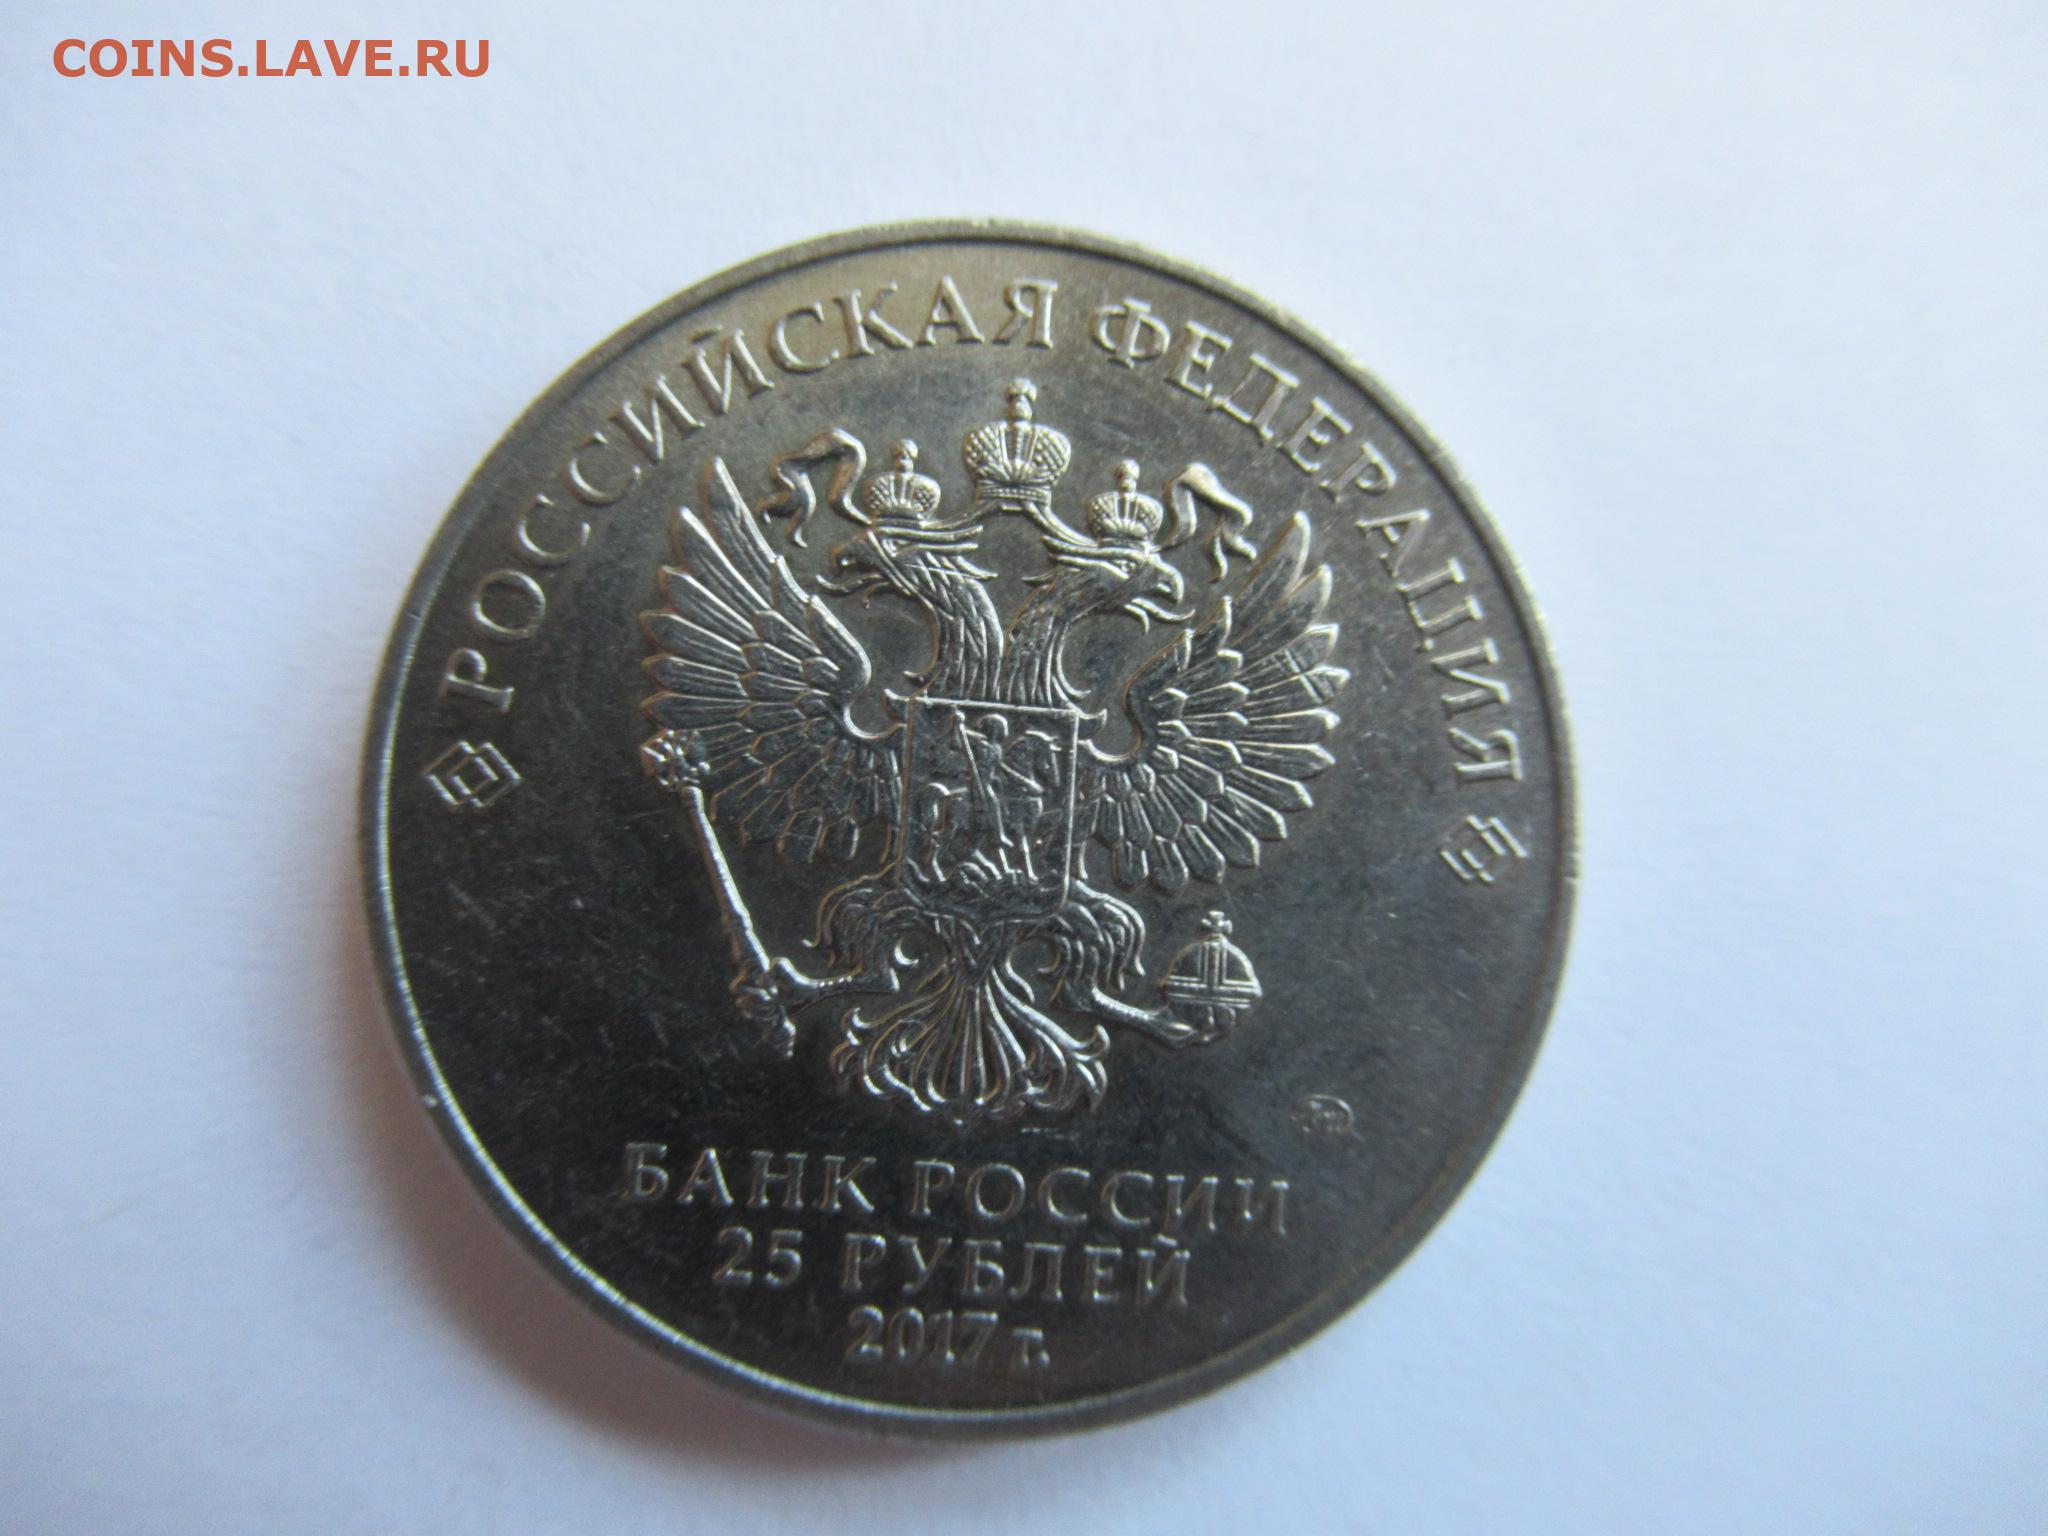 COINS.LAVE.RU
РОССИЙСКАЯ ФЕДЕРАЦИЯ
БАНК РОССИИ
25 РУБЛЕЙ
2017 г.